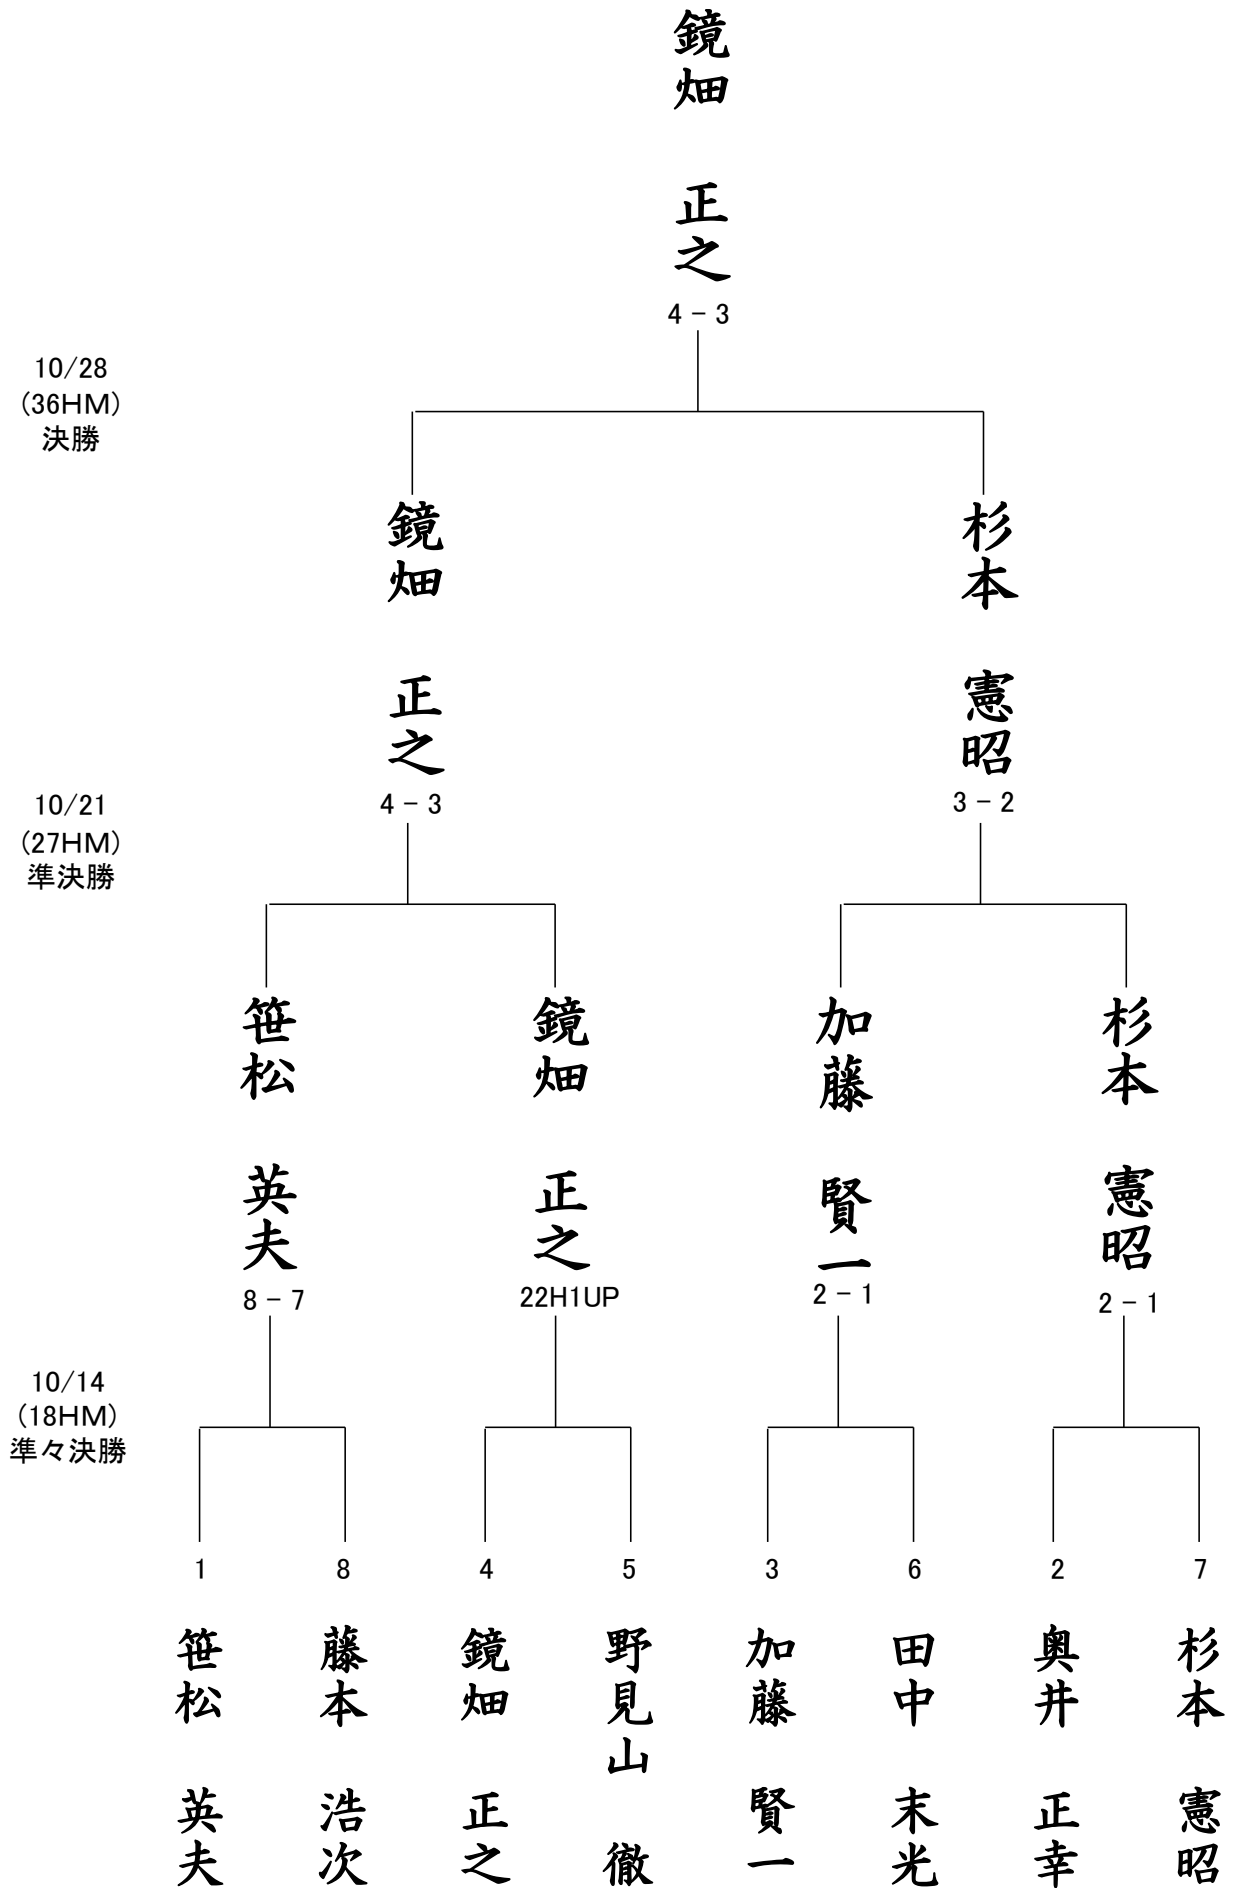 鏡畑 正之
4 - 3
10/28
(36HM)
決勝
鏡畑 正之
杉本 憲昭
10/21
(27HM)
準決勝
4 - 3
3 - 2
笹松 英夫
鏡畑 正之
加藤 賢一
杉本 憲昭
8 - 7
22H1UP
2 - 1
2 - 1
10/14
(18HM)
準々決勝
1
8
4
5
3
6
2
7
笹松 英夫
藤本 浩次
鏡畑 正之
野見山 徹
加藤 賢一
田中 末光
奥井 正幸
杉本 憲昭